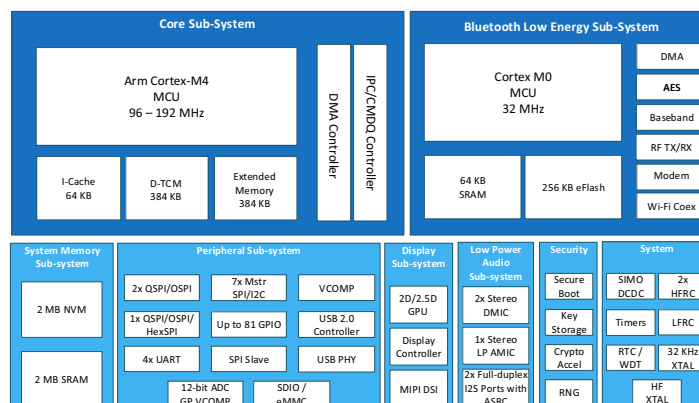 Core Sub-System
Arm Cortex-M4
MCU
96 – 192 MHz
I-Cache
64 KB
D-TCM
384 KB
Extended
Memory
384 KB
DMA Controller
IPC/CMDQ Controller
Bluetooth Low Energy Sub-System
Cortex M0
MCU
32 MHz
64 KB
SRAM
256 KB eFlash
DMA
AES
Baseband
RF TX/RX
Modem
Wi-Fi Coex
System Memory
Sub-system
2 MB NVM
2 MB SRAM
Peripheral Sub-system
2x QSPI/OSPI
7x Mstr
SPI/I2C
VCOMP
1x QSPI/OSPI/
HexSPI
Up to 81 GPIO
USB 2.0
Controller
4x UART
SPI Slave
USB PHY
12-bit ADC
GP VCOMP
SDIO /
eMMC
Display
Sub-system
2D/2.5D
GPU
Display
Controller
MIPI DSI
Low Power
Audio
Sub-system
2x Stereo
DMIC
1x Stereo
LP AMIC
2x Full-duplex
I2S Ports with
ASRC
Security
Secure
Boot
Key
Storage
Crypto
Accel
RNG
System
SIMO
DCDC
2x
HFRC
Timers
LFRC
RTC /
WDT
32 KHz
XTAL
HF
XTAL